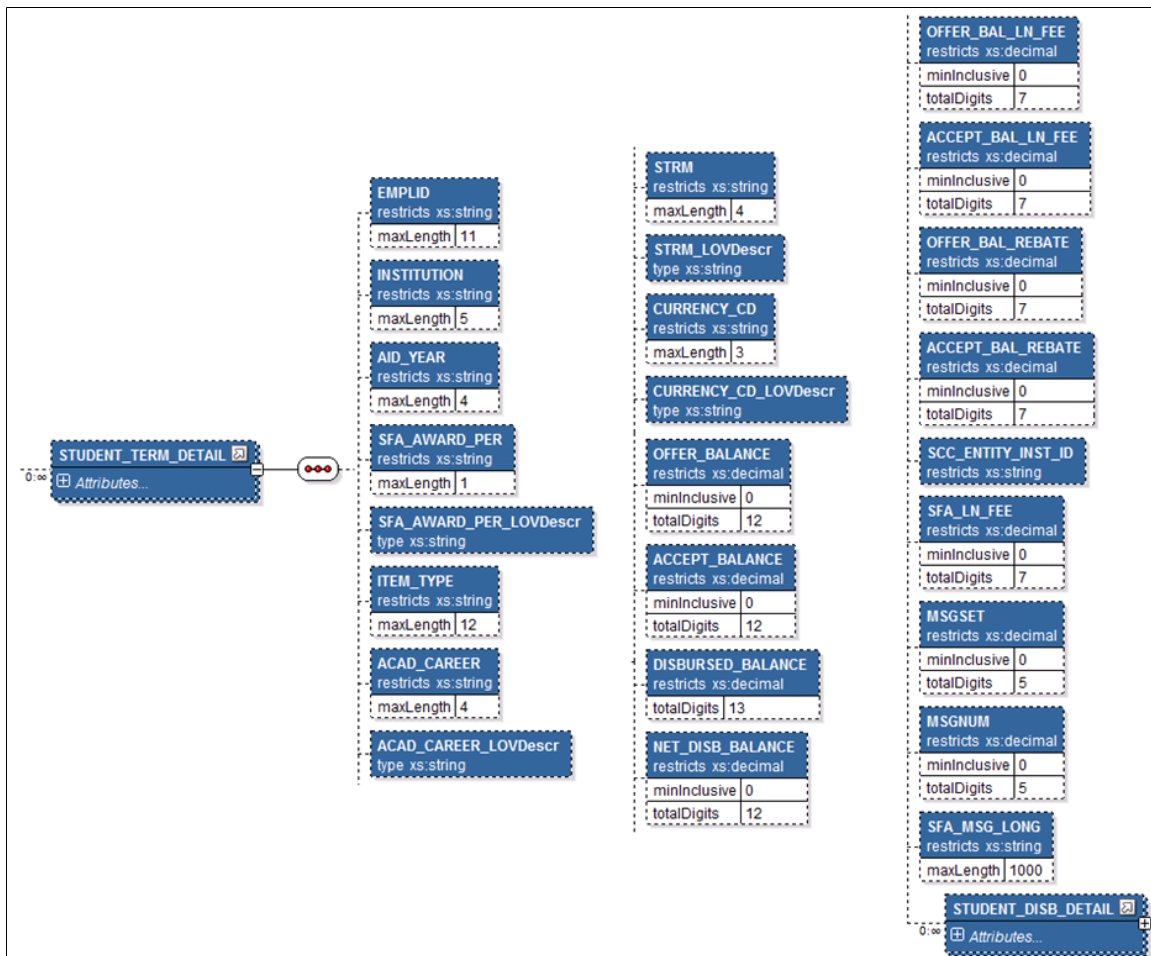 STUDENT_TERM_DETAIL
0:∞
Attributes...
EMPLID
restricts xs:string
maxLength 11
INSTITUTION
restricts xs:string
maxLength 5
AID_YEAR
restricts xs:string
maxLength 4
SFA_AWARD_PER
restricts xs:string
maxLength 1
SFA_AWARD_PER_LOVDescr
type xs:string
ITEM_TYPE
restricts xs:string
maxLength 12
ACAD_CAREER
restricts xs:string
maxLength 4
ACAD_CAREER_LOVDescr
type xs:string
STRM
restricts xs:string
maxLength 4
STRM_LOVDescr
type xs:string
CURRENCY_CD
restricts xs:string
maxLength 3
CURRENCY_CD_LOVDescr
type xs:string
OFFER_BALANCE
restricts xs:decimal
minInclusive 0
totalDigits 12
ACCEPT_BALANCE
restricts xs:decimal
minInclusive 0
totalDigits 12
DISBURSED_BALANCE
restricts xs:decimal
totalDigits 13
NET_DISB_BALANCE
restricts xs:decimal
minInclusive 0
totalDigits 12
OFFER_BAL_LN_FEE
restricts xs:decimal
minInclusive 0
totalDigits 7
ACCEPT_BAL_LN_FEE
restricts xs:decimal
minInclusive 0
totalDigits 7
OFFER_BAL_REBATE
restricts xs:decimal
minInclusive 0
totalDigits 7
ACCEPT_BAL_REBATE
restricts xs:decimal
minInclusive 0
totalDigits 7
SCC_ENTITY_INST_ID
restricts xs:string
SFA_LN_FEE
restricts xs:decimal
minInclusive 0
totalDigits 7
MSGSET
restricts xs:decimal
minInclusive 0
totalDigits 5
MSGNUM
restricts xs:decimal
minInclusive 0
totalDigits 5
SFA_MSG_LONG
restricts xs:string
maxLength 1000
STUDENT_DISB_DETAIL
0:∞
Attributes...